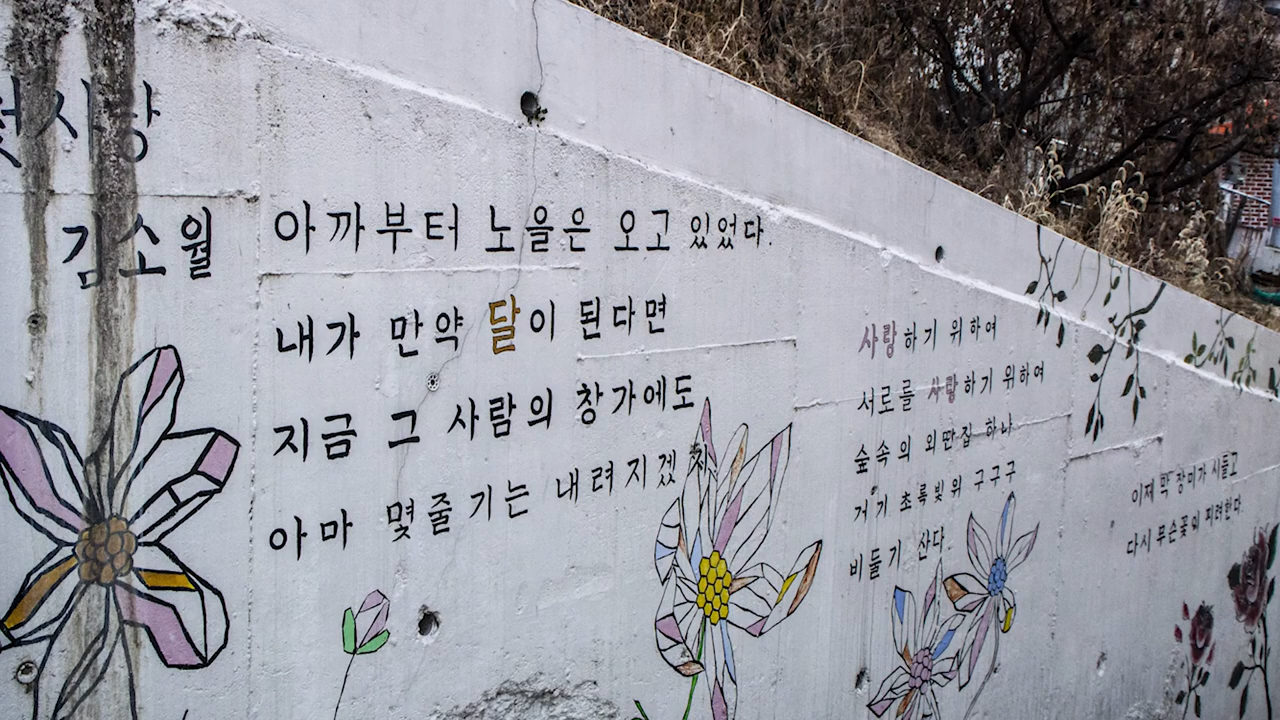 첫사랑
김소월
아까부터 노을은 오고 있었다.
내가 만약 달이 된다면
지금 그 사람의 창가에도
아마 몇줄기는 내려지겠지
사랑하기 위하여
서로를 사랑하기 위하여
숲속의 외딴집 하나
거기 초록빛위 구구구
비둘기 산다
이제 막 장미가 시들고
다시 무슨꽃이 피려한다.